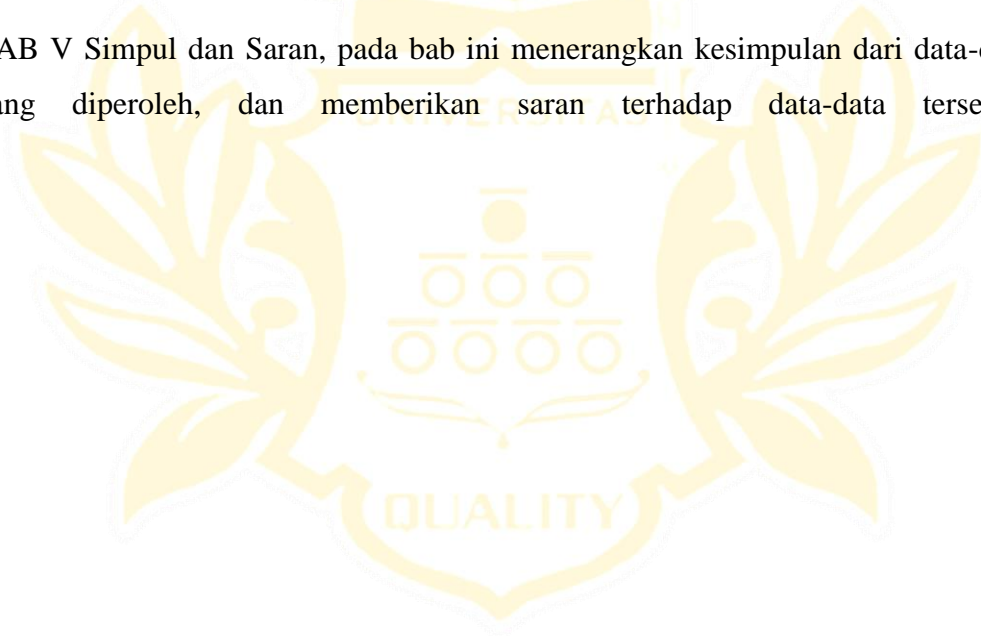 AB V Simpul dan Saran, pada bab ini menerangkan kesimpulan dari data-
ang diperoleh, dan memberikan saran terhadap data-data terse
UNIVERSITAS
QUALITY